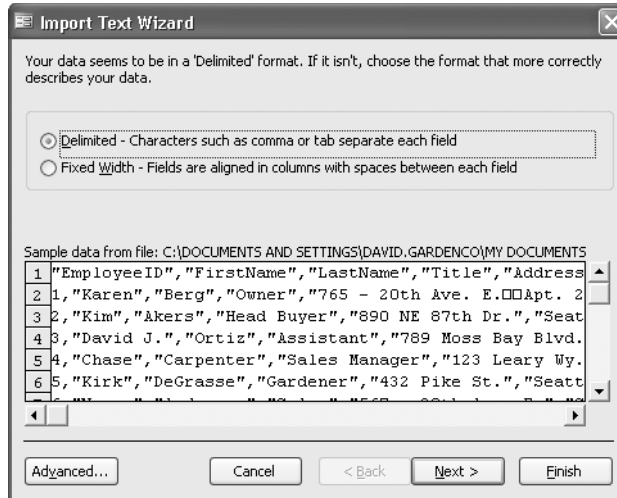 Import Text Wizard
Your data seems to be in a 'Delimited' format. If it isn't, choose the format that more correctly
describes your data.
Delimited - Characters such as comma or tab separate each field
Fixed Width - Fields are aligned in columns with spaces between each field
Sample data from file: C:\DOCUMENTS AND SETTINGS\DAVID.GARDENCO\MY DOCUMENTS
1 "EmployeeID","FirstName","LastName","Title","Address
2 1,"Karen","Berg","Owner","765 - 20th Ave. E.□□Apt. 2
3 2,"Kim","Akers","Head Buyer","890 NE 87th Dr.","Seat
4 3,"David J.","Ortiz","Assistant","789 Moss Bay Blvd.
5 4,"Chase","Carpenter","Sales Manager","123 Leary Wy.
6 5,"Kirk","DeGrasse","Gardener","432 Pike St.","Seatt
Advanced... Cancel < Back Next > Finish